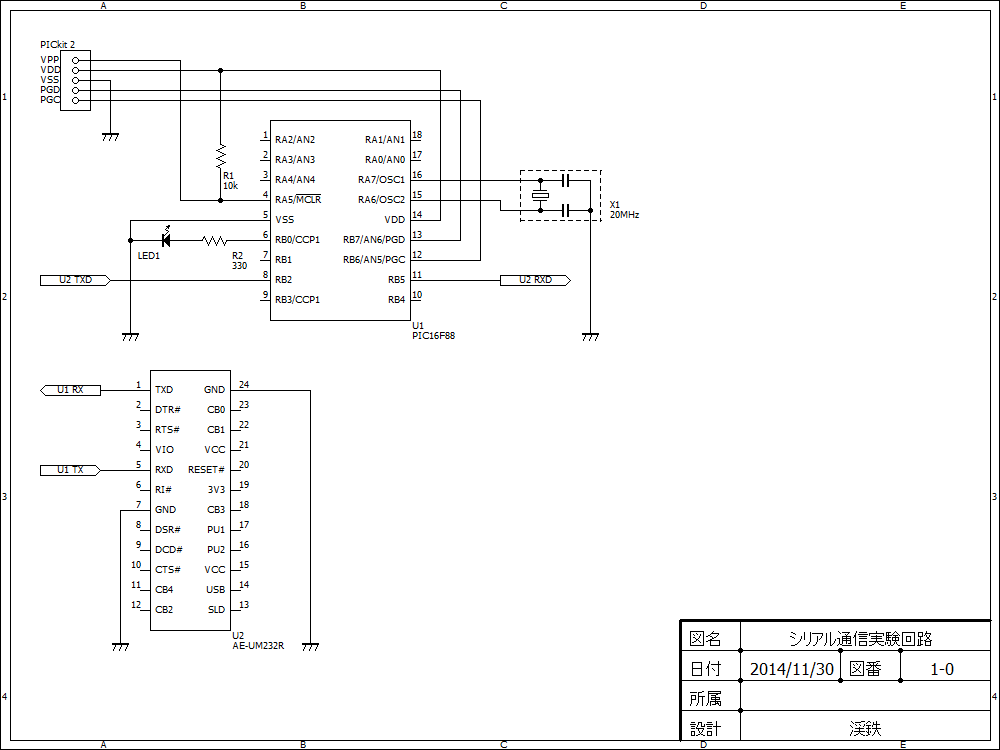 A B C D E
PICkit 2
VPP
VDD
VSS
PGD
PGC
1 1
R1
10k
1 RA2/AN2 RA1/AN1 18
2 RA3/AN3 RA0/AN0 17
3 RA4/AN4 RA7/OSC1 16
4 RA5/MCLR RA6/OSC2 15
5 VSS VDD 14
6 RB0/CCP1 RB7/AN6/PGD 13
7 RB1 RB6/AN5/PGC 12
8 RB2 RB5 11
9 RB3/CCP1 RB4 10
X1
20MHz
LED1
R2
330
U2 TXD
U2 RXD
2 2
U1
PIC16F88
U1 RX
U1 TX
1 TXD GND 24
2 DTR# CB0 23
3 RTS# CB1 22
4 VIO VCC 21
5 RXD RESET# 20
6 RI# 3V3 19
7 GND CB3 18
8 DSR# PU1 17
9 DCD# PU2 16
10 CTS# VCC 15
11 CB4 USB 14
12 CB2 SLD 13
3 3
U2
AE-UM232R
図名 シリアル通信実験回路
日付 2014/11/30 図番 1-0
所属
設計 渓鉄
4 4
A B C D E